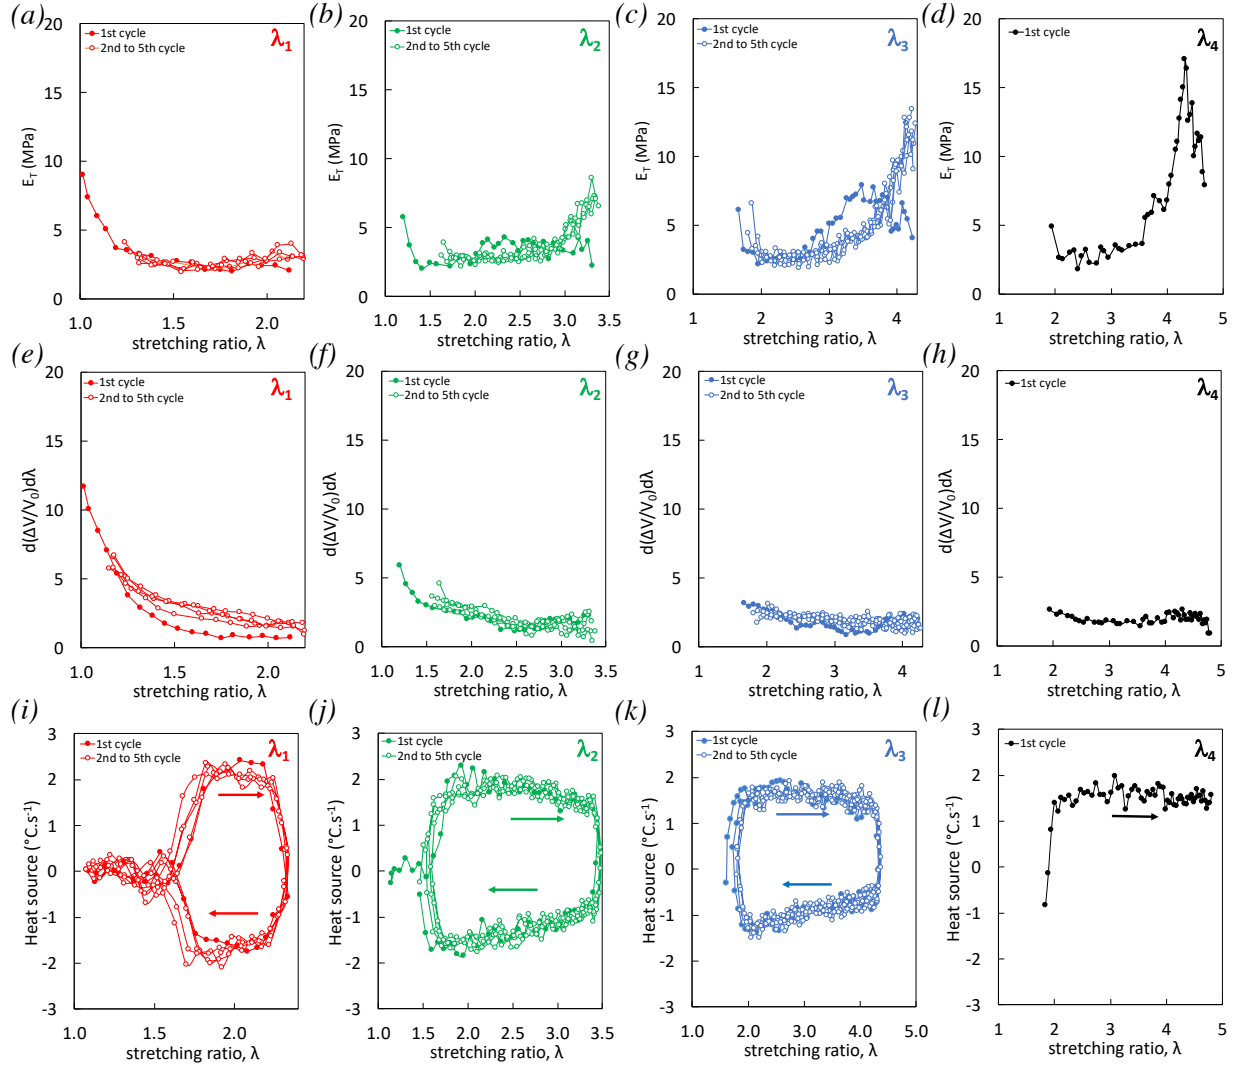 (a) (b) (c) (d)
20 15 10 5 0
E_T (MPa)
1st cycle
2nd to 5th cycle
λ1
1.0 1.5 2.0
stretching ratio, λ
20 15 10 5 0
E_T (MPa)
1st cycle
2nd to 5th cycle
λ2
1.0 1.5 2.0 2.5 3.0 3.5
stretching ratio, λ
20 15 10 5 0
E_T (MPa)
1st cycle
2nd to 5th cycle
λ3
1 2 3 4
stretching ratio, λ
20 15 10 5 0
E_T (MPa)
1st cycle
λ4
1 2 3 4 5
stretching ratio, λ
(e) (f) (g) (h)
20 15 10 5 0
d(ΔV/V0)dλ
1st cycle
2nd to 5th cycle
λ1
1.0 1.5 2.0
stretching ratio, λ
20 15 10 5 0
d(ΔV/V0)dλ
1st cycle
2nd to 5th cycle
λ2
1.0 1.5 2.0 2.5 3.0 3.5
stretching ratio, λ
20 15 10 5 0
d(ΔV/V0)dλ
1st cycle
2nd to 5th cycle
λ3
1 2 3 4
stretching ratio, λ
20 15 10 5 0
d(ΔV/V0)dλ
1st cycle
λ4
1 2 3 4 5
stretching ratio, λ
(i) (j) (k) (l)
3 2 1 0 -1 -2 -3
Heat source (°C.s-1)
1st cycle
2nd to 5th cycle
λ1
1.0 1.5 2.0
stretching ratio, λ
3 2 1 0 -1 -2 -3
Heat source (°C.s-1)
1st cycle
2nd to 5th cycle
λ2
1.0 1.5 2.0 2.5 3.0 3.5
stretching ratio, λ
3 2 1 0 -1 -2 -3
Heat source (°C.s-1)
1st cycle
2nd to 5th cycle
λ3
1.0 2.0 3.0 4.0 5.0
stretching ratio, λ
3 2 1 0 -1 -2 -3
Heat source (°C.s-1)
1st cycle
λ4
1 2 3 4 5
stretching ratio, λ